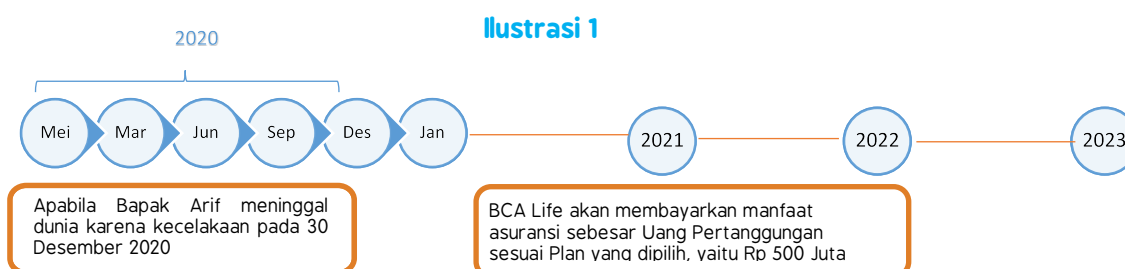 Ilustrasi 1
2020
Mei Mar Jun Sep Des Jan 2021 2022 2023
Apabila Bapak Arif meninggal
dunia karena kecelakaan pada 30
Desember 2020
BCA Life akan membayarkan manfaat
asuransi sebesar Uang Pertanggungan
sesuai Plan yang dipilih, yaitu Rp 500 Juta